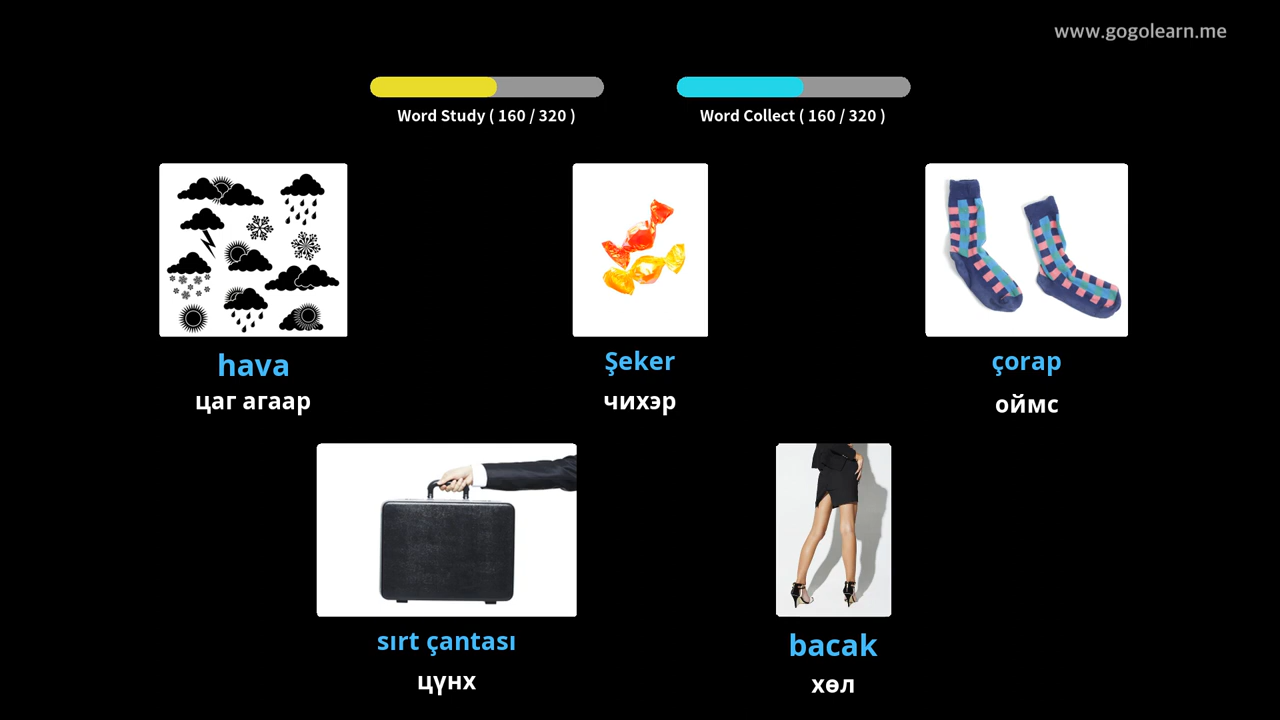 www.gogolearn.me
Word Study ( 160 / 320 )
Word Collect ( 160 / 320 )
hava
цаг агаар
Şeker
чихэр
çorap
оймс
sırt çantası
цүнх
bacak
хөл